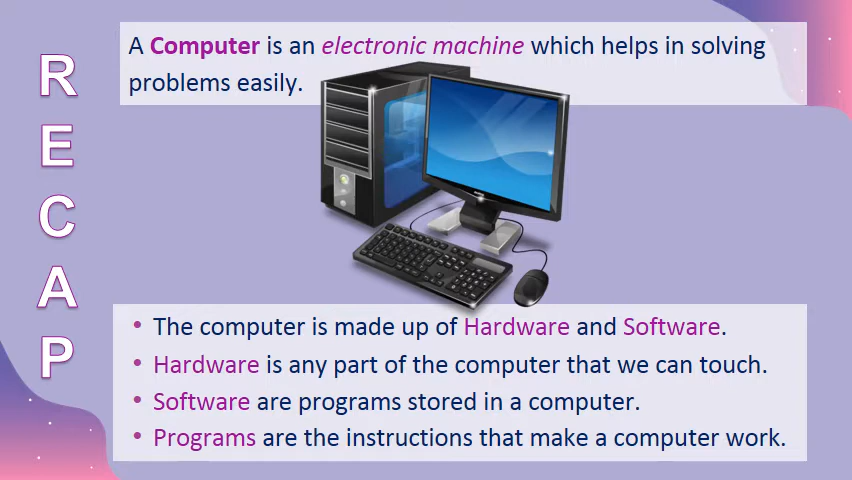 RECAP
A Computer is an electronic machine which helps in solving
problems easily.
• The computer is made up of Hardware and Software.
• Hardware is any part of the computer that we can touch.
• Software are programs stored in a computer.
• Programs are the instructions that make a computer work.